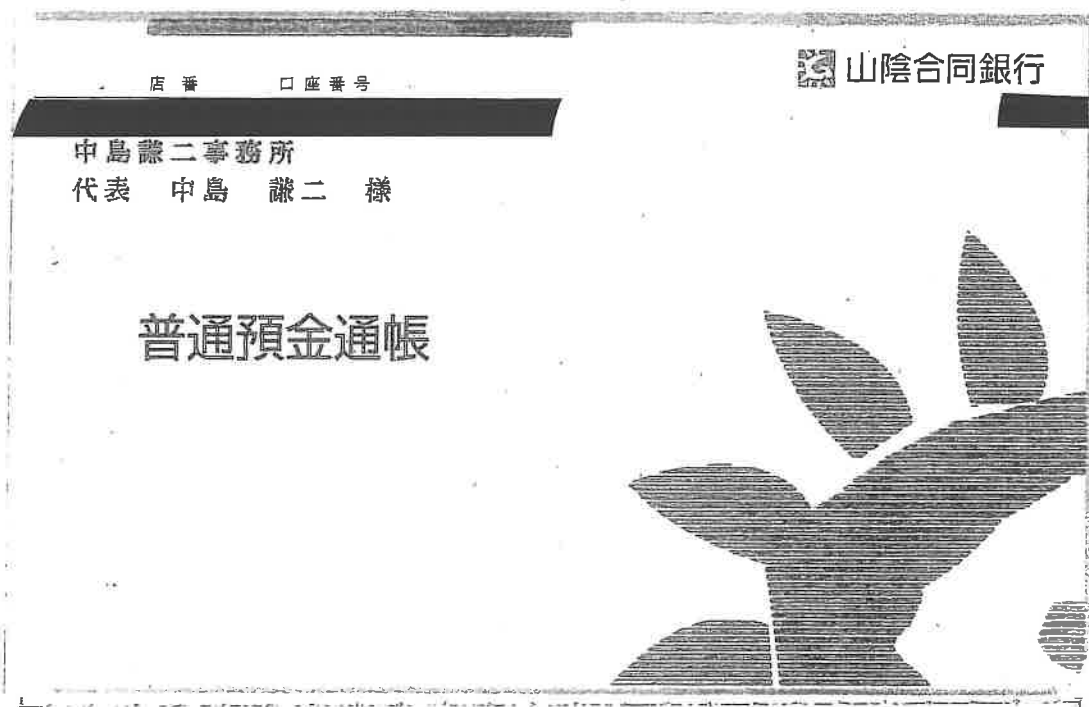 山陰合同銀行
店番 口座番号
中島謙二事務所
代表 中島 謙二 様
普通預金通帳